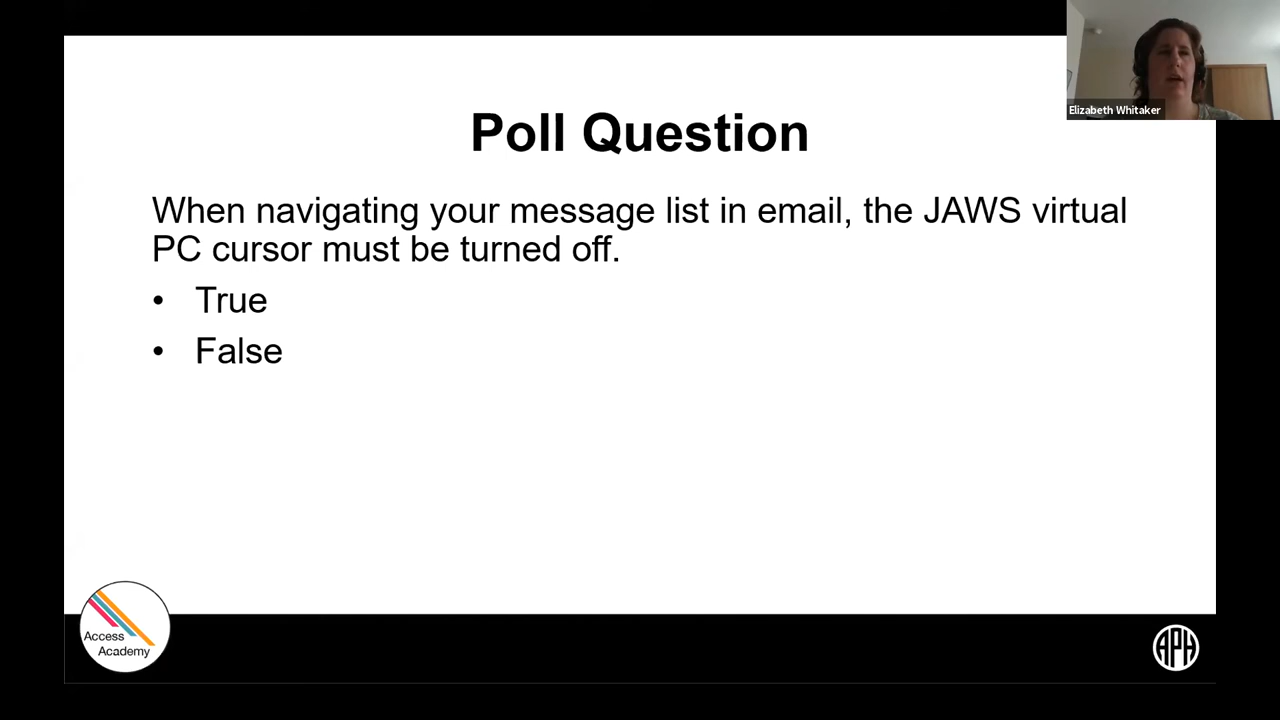 Elizabeth Whitaker
Poll Question
When navigating your message list in email, the JAWS virtual
PC cursor must be turned off.
• True
• False
Access
Academy
APH